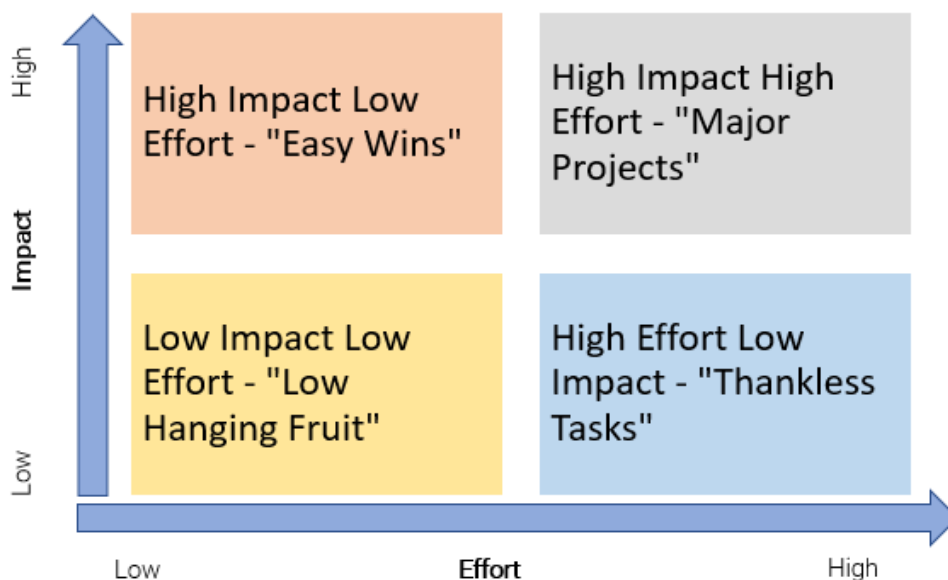 High
High Impact Low
Effort - "Easy Wins"
High Impact High
Effort - "Major
Projects"
Impact
Low Impact Low
Effort - "Low
Hanging Fruit"
High Effort Low
Impact - "Thankless
Tasks"
Low
Low
Effort
High